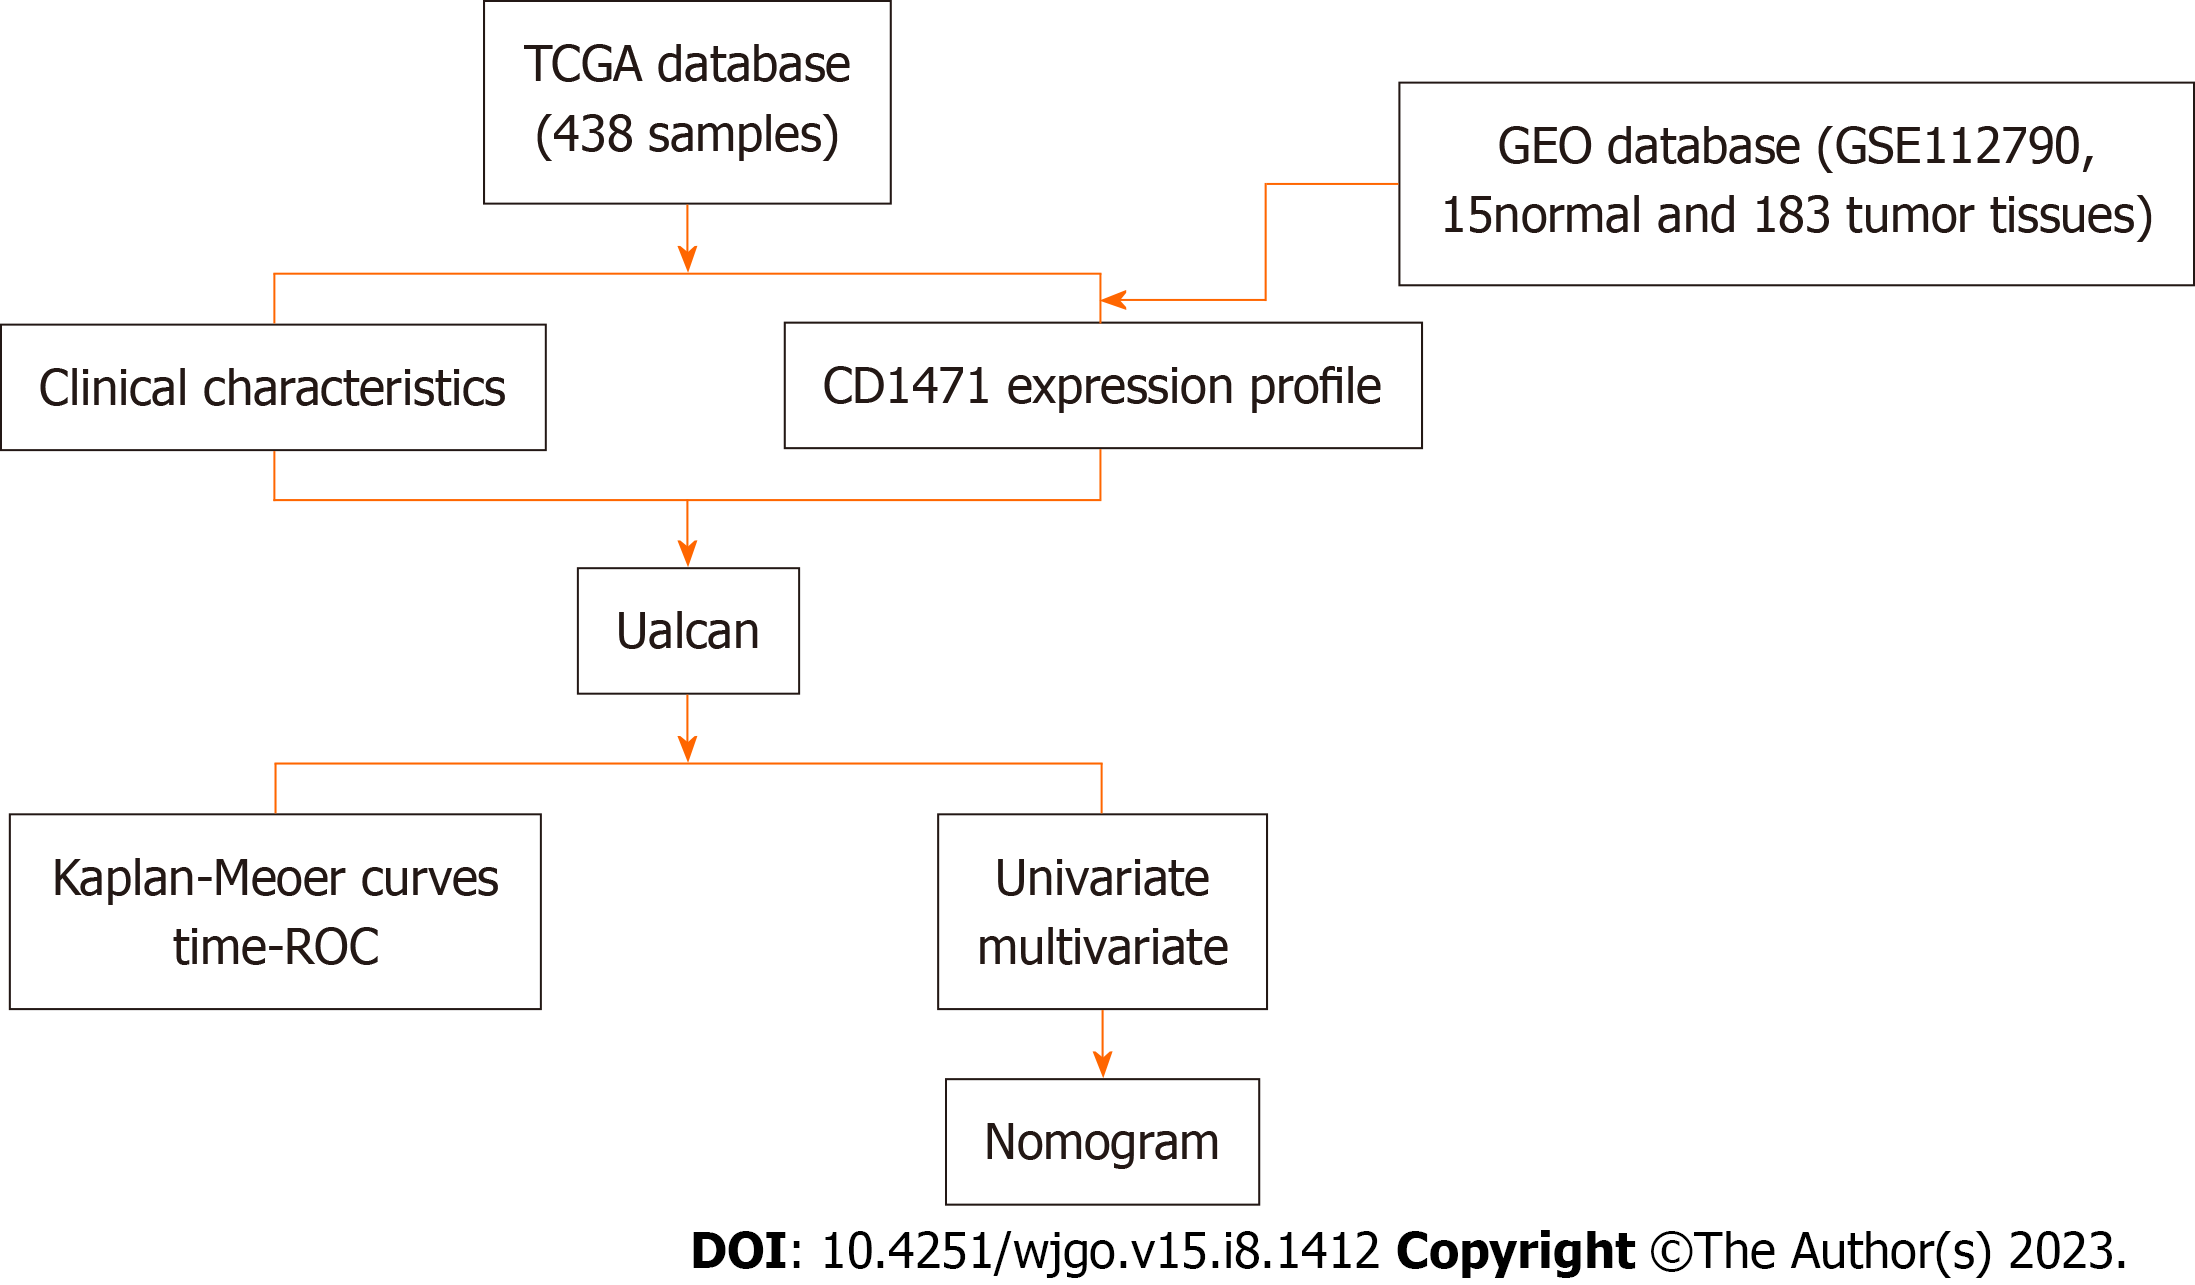 TCGA database
(438 samples)
GEO database (GSE112790,
15normal and 183 tumor tissues)
Clinical characteristics
CD1471 expression profile
Ualcan
Kaplan-Meoer curves
time-ROC
Univariate
multivariate
Nomogram
DOI: 10.4251/wjgo.v15.i8.1412 Copyright ©The Author(s) 2023.